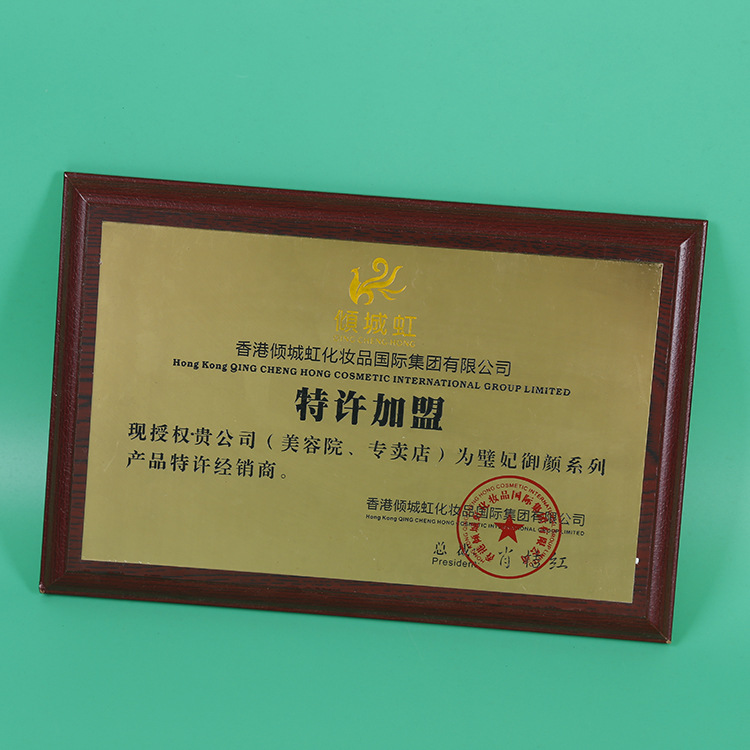 倾城虹
QING CHENG HONG
香港倾城虹化妆品国际集团有限公司
Hong Kong QING CHENG HONG COSMETIC INTERNATIONAL GROUP LIMITED
特许加盟
现授权贵公司（美容院、专卖店）为璧妃御颜系列
产品特许经销商。
香港倾城虹化妆品国际集团有限公司
Hong Kong QING CHENG HONG COSMETIC INTERNATIONAL GROUP LIMITED
President